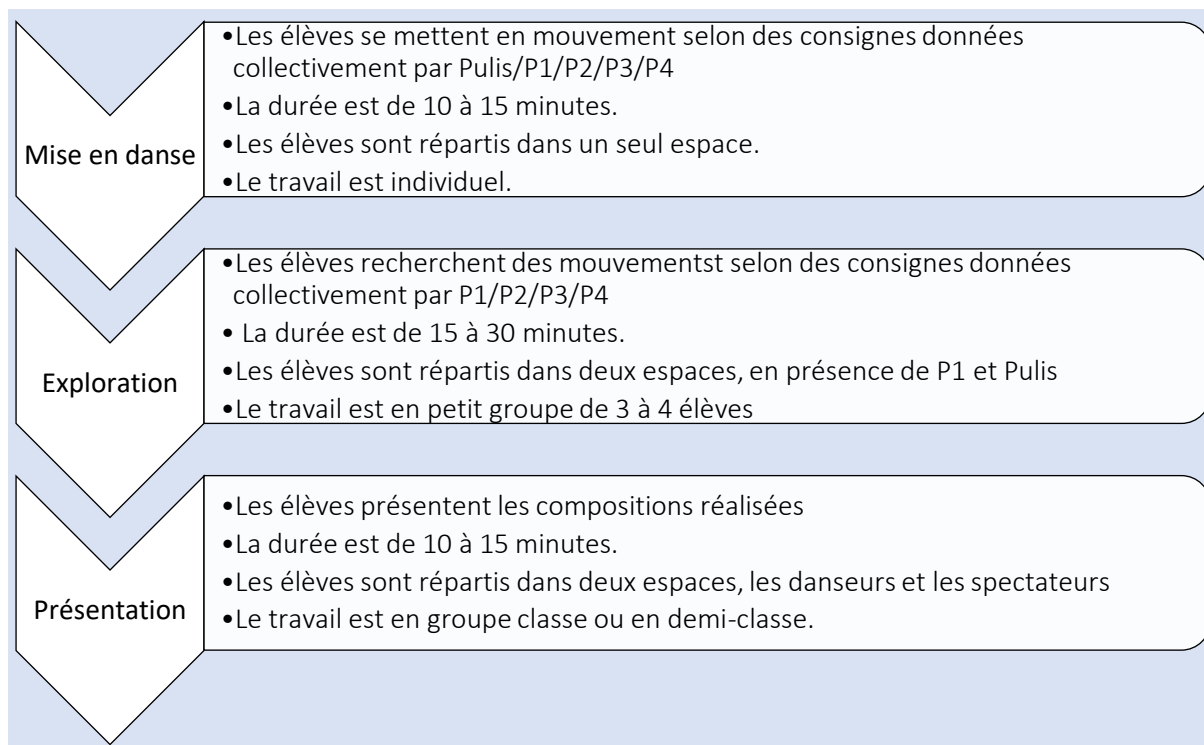 Mise en danse
•Les élèves se mettent en mouvement selon des consignes données
collectivement par Pulis/P1/P2/P3/P4
•La durée est de 10 à 15 minutes.
•Les élèves sont répartis dans un seul espace.
•Le travail est individuel.
Exploration
•Les élèves recherchent des mouvementst selon des consignes données
collectivement par P1/P2/P3/P4
• La durée est de 15 à 30 minutes.
•Les élèves sont répartis dans deux espaces, en présence de P1 et Pulis
•Le travail est en petit groupe de 3 à 4 élèves
Présentation
•Les élèves présentent les compositions réalisées
•La durée est de 10 à 15 minutes.
•Les élèves sont répartis dans deux espaces, les danseurs et les spectateurs
•Le travail est en groupe classe ou en demi-classe.